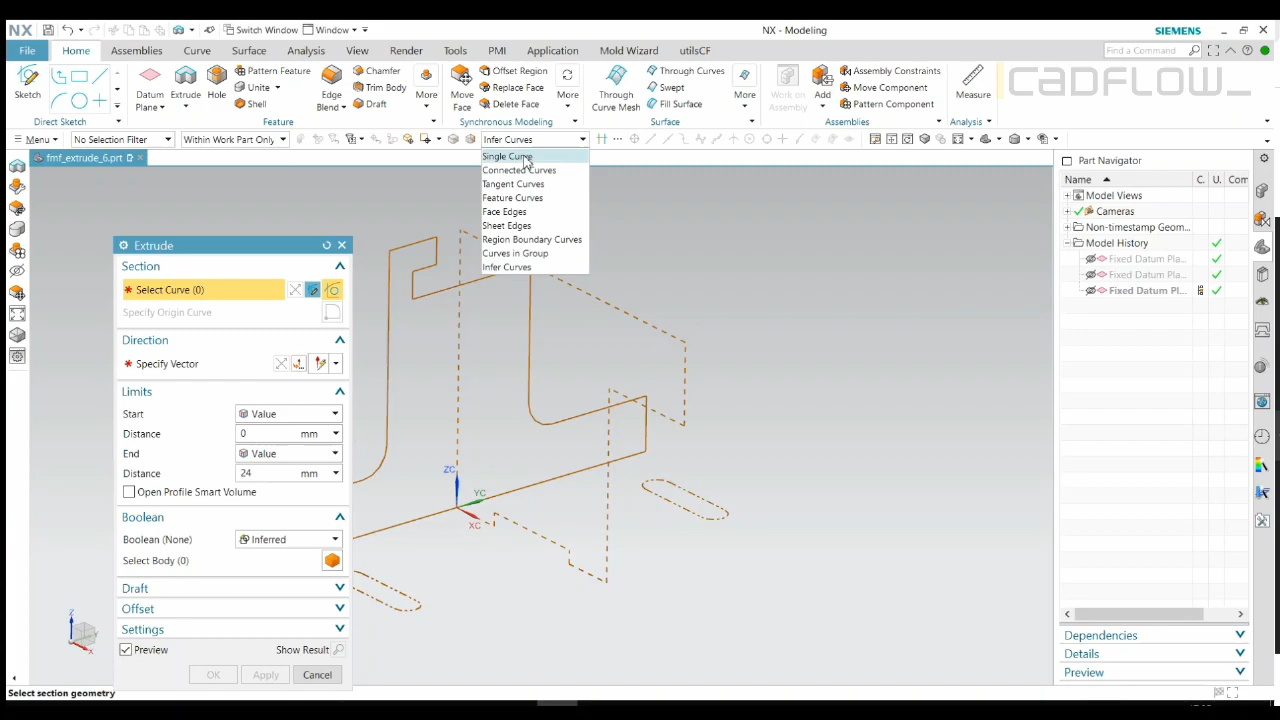 NX Switch Window Window NX - Modeling SIEMENS
File Home Assemblies Curve Surface Analysis View Render Tools PMI Application Mold Wizard utilsCF Find a Command
CADFLOW_
Sketch
Direct Sketch
Datum Plane
Extrude
Hole
Pattern Feature
Unite
Shell
Edge Blend
Chamfer
Trim Body
Draft
More
Feature
Move Face
Offset Region
Replace Face
Delete Face
More
Synchronous Modeling
Through Curve Mesh
Through Curves
Swept
Fill Surface
More
Surface
Work on Assembly
Add
Assembly Constraints
Move Component
Pattern Component
Assemblies
Measure
Menu No Selection Filter Within Work Part Only Infer Curves
Single Curve
Connected Curves
Tangent Curves
Feature Curves
Face Edges
Sheet Edges
Region Boundary Curves
Curves in Group
Infer Curves
fmf_extrude_6.prt
Extrude
Section
* Select Curve (0)
Specify Origin Curve
Direction
* Specify Vector
Limits
Start Value
Distance 0 mm
End Value
Distance 24 mm
Open Profile Smart Volume
Boolean
Boolean (None) Inferred
Select Body (0)
Draft
Offset
Settings
Preview Show Result
OK Apply Cancel
ZC
YC
XC
Z
X
Part Navigator
Name C. U. Com
Model Views
Cameras
Non-timestamp Geom...
Model History
Fixed Datum Pla...
Fixed Datum Pla...
Fixed Datum Pl...
Dependencies
Details
Preview
Select section geometry